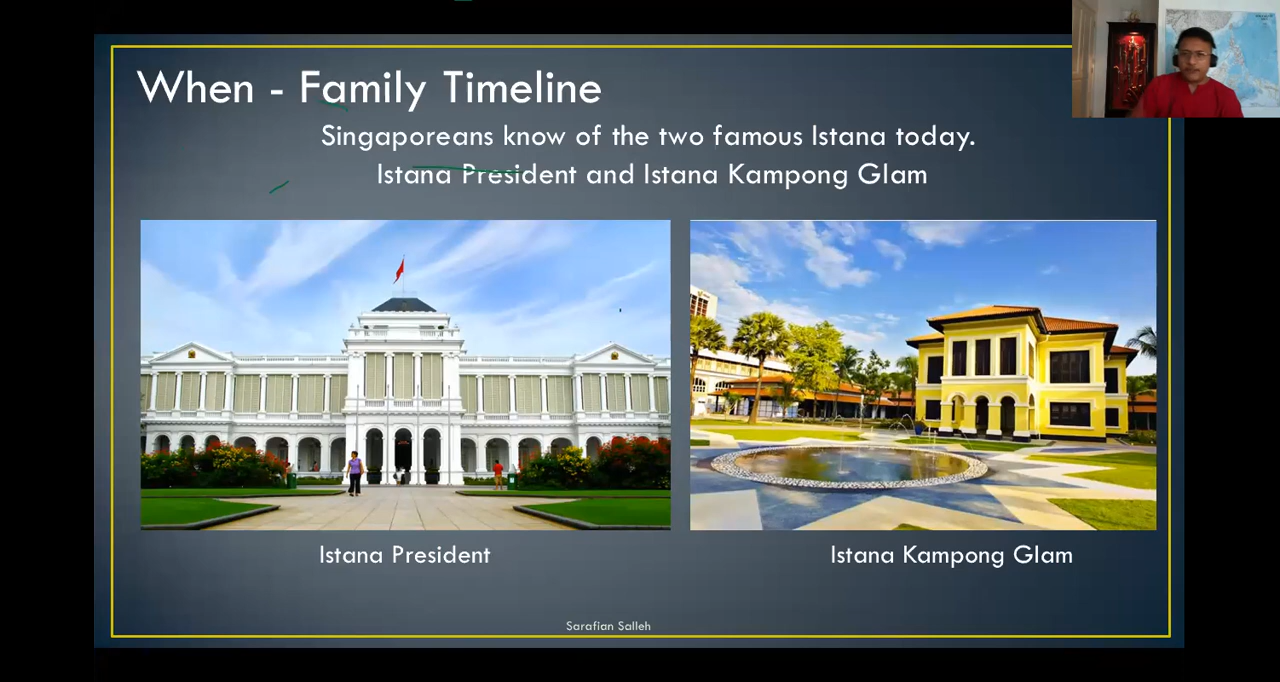 When - Family Timeline
Singaporeans know of the two famous Istana today.
Istana President and Istana Kampong Glam
Istana President
Istana Kampong Glam
Sarafian Salleh